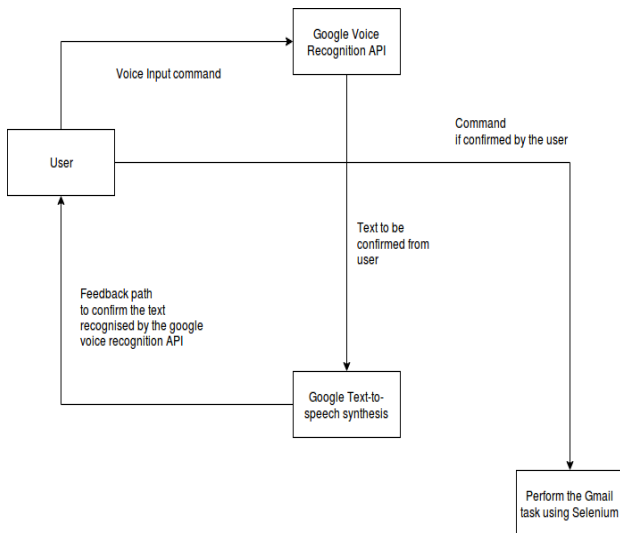 Google Voice
Recognition API
Voice Input command
Command
if confirmed by the user
User
Text to be
confirmed from
user
Feedback path
to confirm the text
recognised by the google
voice recognition API
Google Text-to-
speech synthesis
Perform the Gmail
task using Selenium